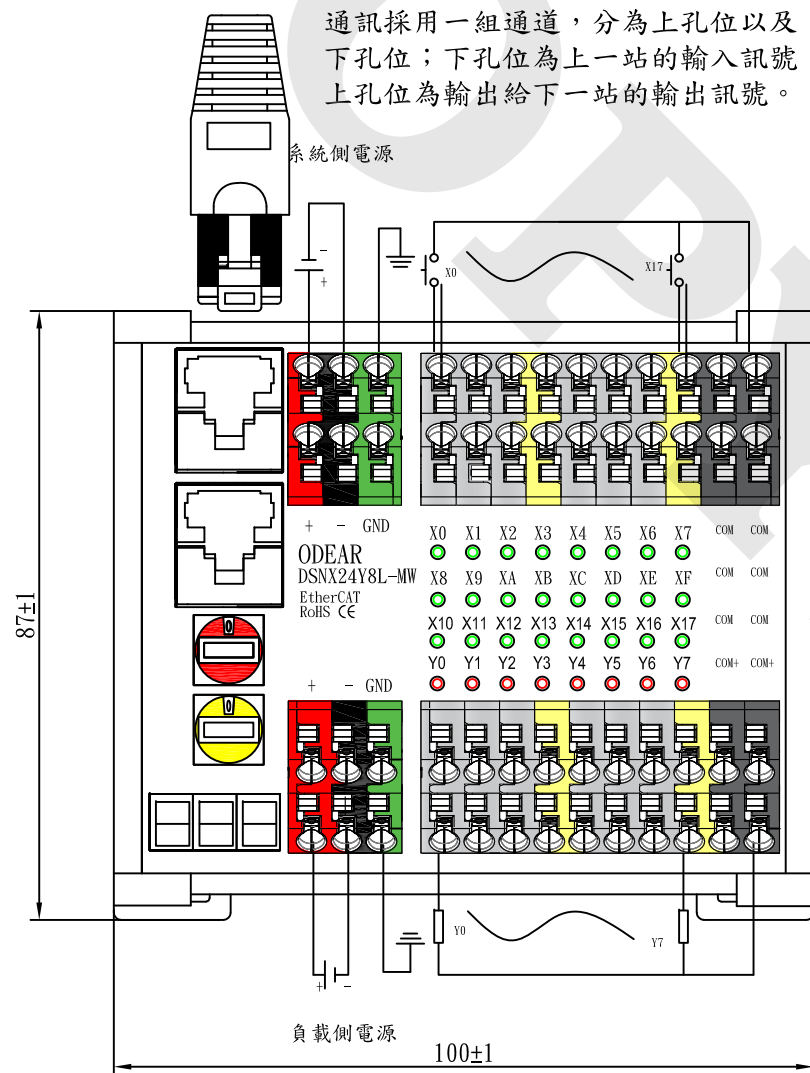 通訊採用一組通道，分為上孔位以及
下孔位；下孔位為上一站的輸入訊號
上孔位為輸出給下一站的輸出訊號。
系統側電源
-
+
X0
X17
+ - GND
ODEAR
DSNX24Y8L-MW
EtherCAT
RoHS CE
X0 X1 X2 X3 X4 X5 X6 X7 COM COM
X8 X9 XA XB XC XD XE XF COM COM
X10 X11 X12 X13 X14 X15 X16 X17 COM COM
Y0 Y1 Y2 Y3 Y4 Y5 Y6 Y7 COM+ COM+
0
0
+ - GND
87±1
Y0
Y7
+ -
負載側電源
100±1
COPY